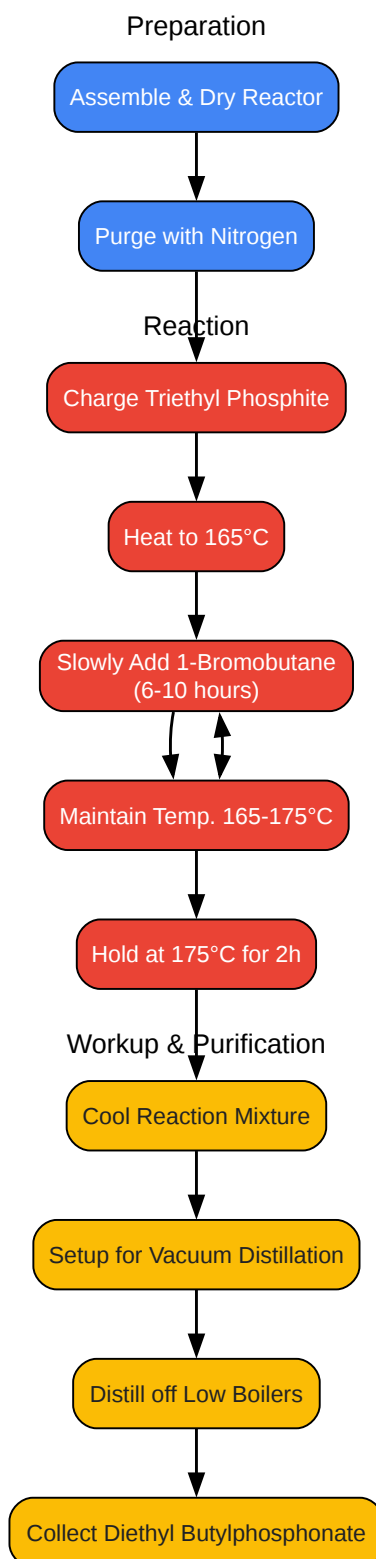 Preparation
Assemble & Dry Reactor
Purge with Nitrogen
Reaction
Charge Triethyl Phosphite
Heat to 165°C
Slowly Add 1-Bromobutane
(6-10 hours)
Maintain Temp. 165-175°C
Hold at 175°C for 2h
Workup & Purification
Cool Reaction Mixture
Setup for Vacuum Distillation
Distill off Low Boilers
Collect Diethyl Butylphosphonate